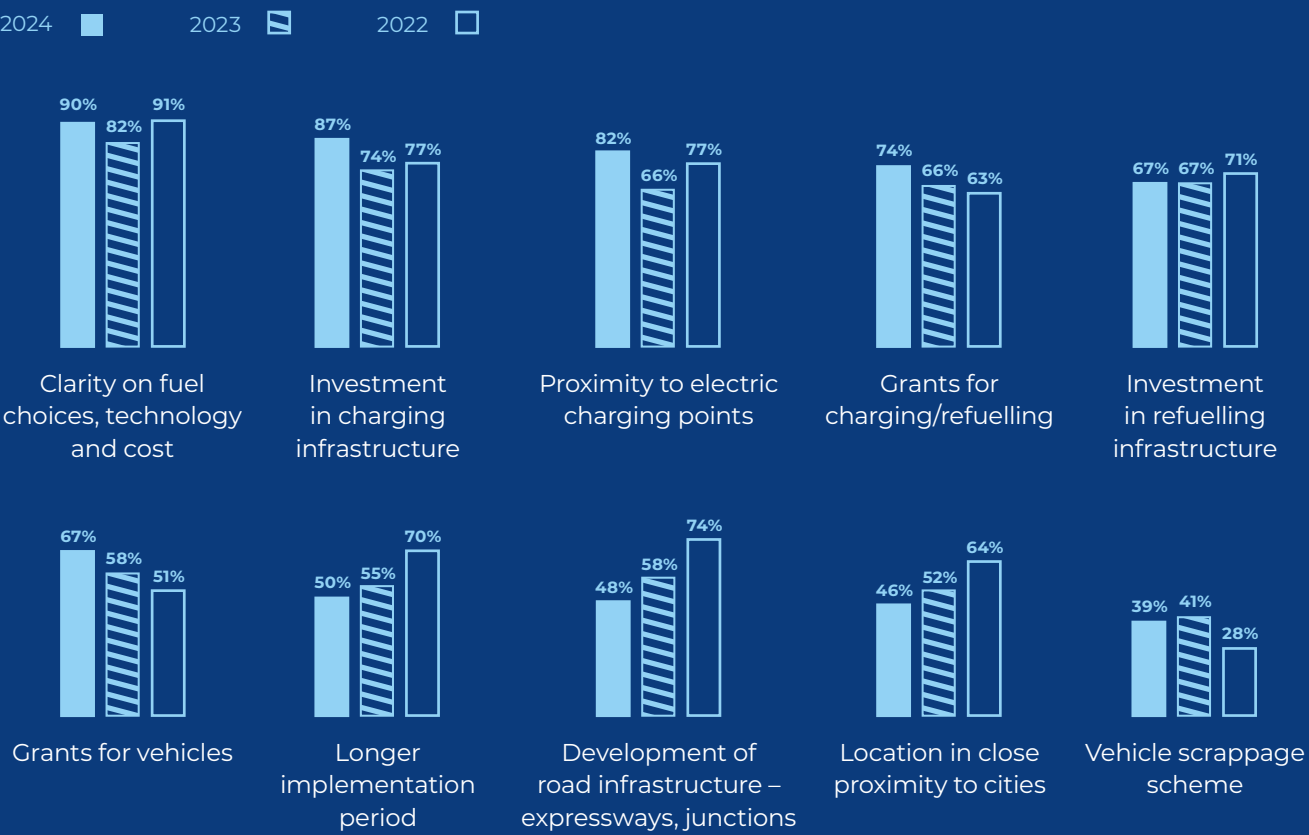 2024 2023 2022
90% 82% 91%
87% 74% 77%
82% 66% 77%
74% 66% 63%
67% 67% 71%
Clarity on fuel
choices, technology
and cost
Investment
in charging
infrastructure
Proximity to electric
charging points
Grants for
charging/refuelling
Investment
in refuelling
infrastructure
67% 58% 51%
50% 55% 70%
48% 58% 74%
46% 52% 64%
39% 41% 28%
Grants for vehicles
Longer
implementation
period
Development of
road infrastructure –
expressways, junctions
Location in close
proximity to cities
Vehicle scrappage
scheme